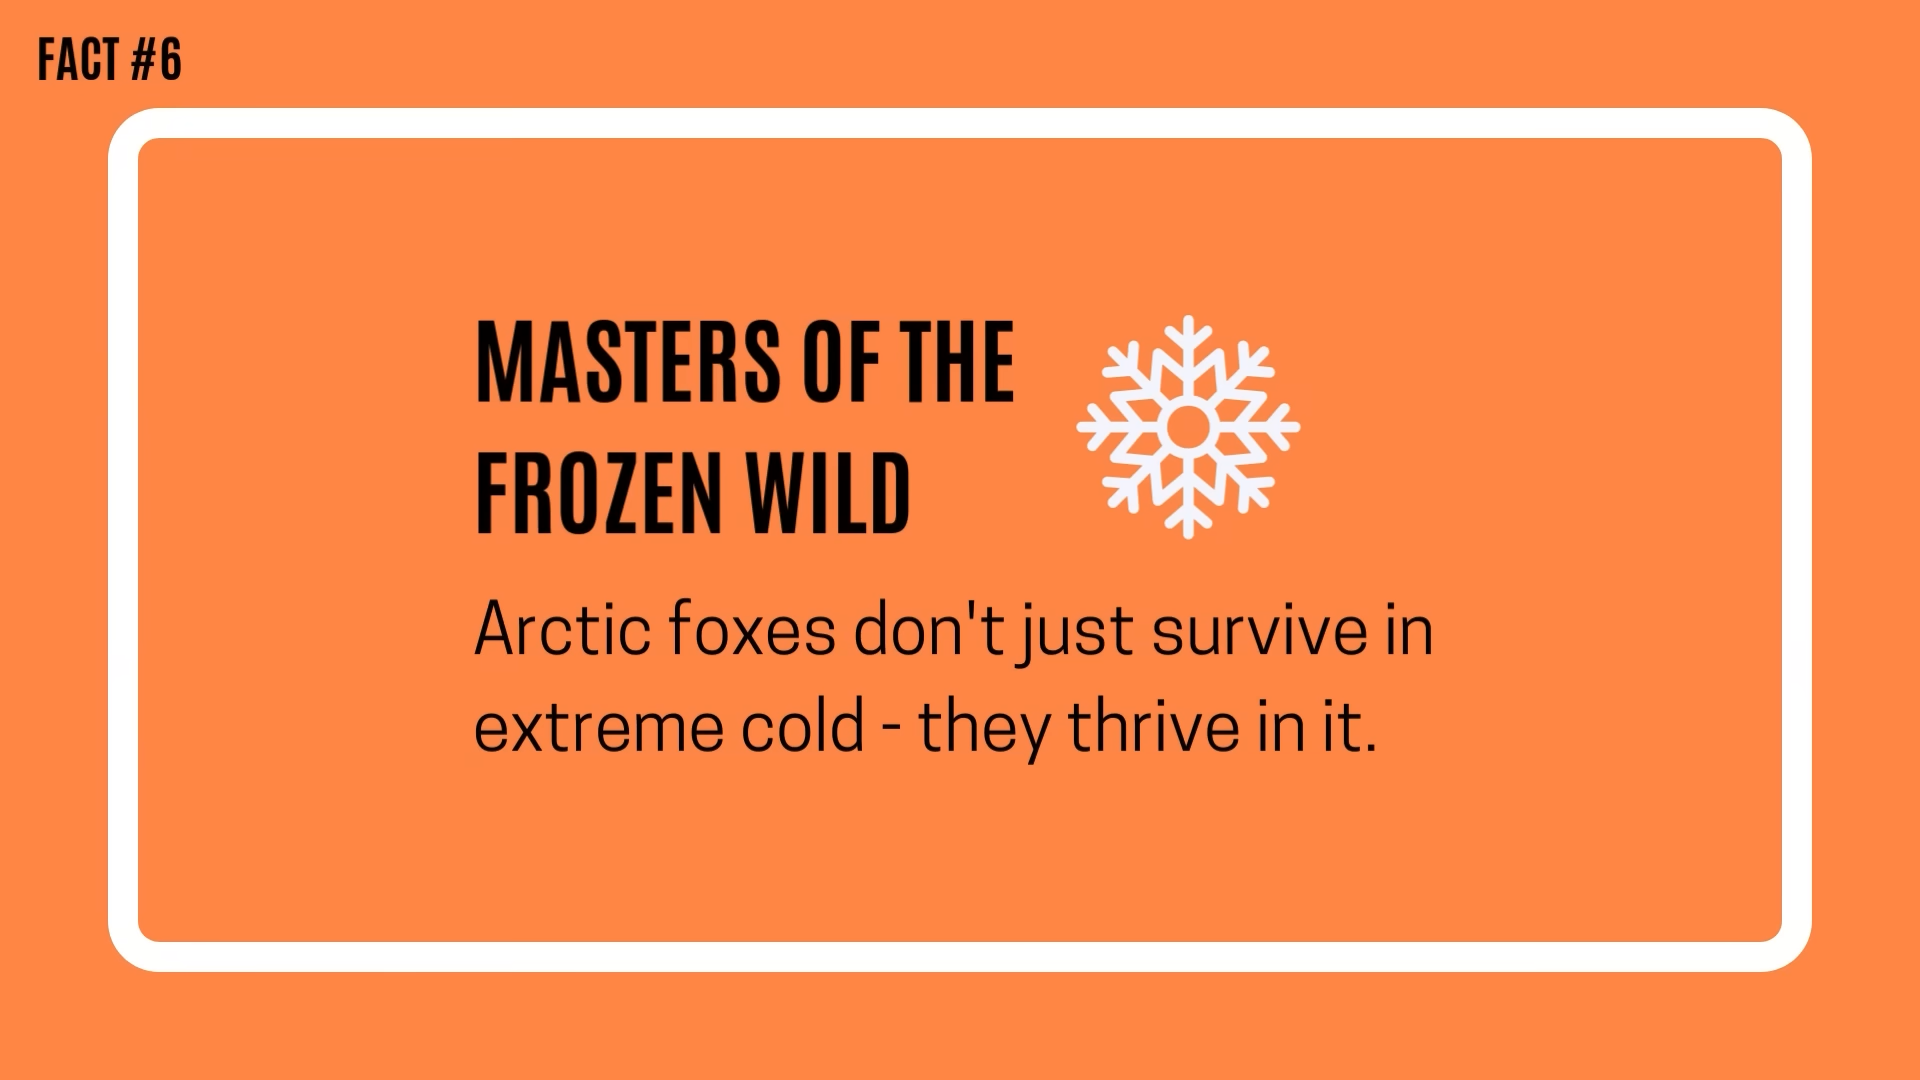 FACT #6
MASTERS OF THE
FROZEN WILD
Arctic foxes don't just survive in
extreme cold - they thrive in it.